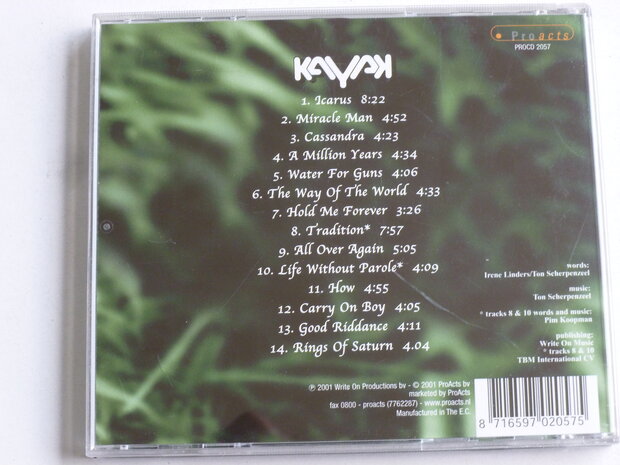 • Proacts
PROCD 2057
KAYAK
1. Icarus 8:22
2. Miracle Man 4:52
3. Cassandra 4:23
4. A Million Years 4:34
5. Water For Guns 4:06
6. The Way Of The World 4:33
7. Hold Me Forever 3:26
8. Tradition* 7:57
9. All Over Again 5:05
10. Life Without Parole* 4:09
11. How 4:55
12. Carry On Boy 4:05
13. Good Riddance 4:11
14. Rings Of Saturn 4.04
words:
Irene Linders/Ton Scherpenzeel
music:
Ton Scherpenzeel
* tracks 8 & 10 words and music:
Pim Koopman
publishing:
Write On Music
* tracks 8 & 10
TBM International CV
℗ 2001 Write On Productions bv - © 2001 ProActs bv
marketed by ProActs
fax 0800 - proacts (7762287) - www.proacts.nl
Manufactured in The E.C.
8 716597 020575